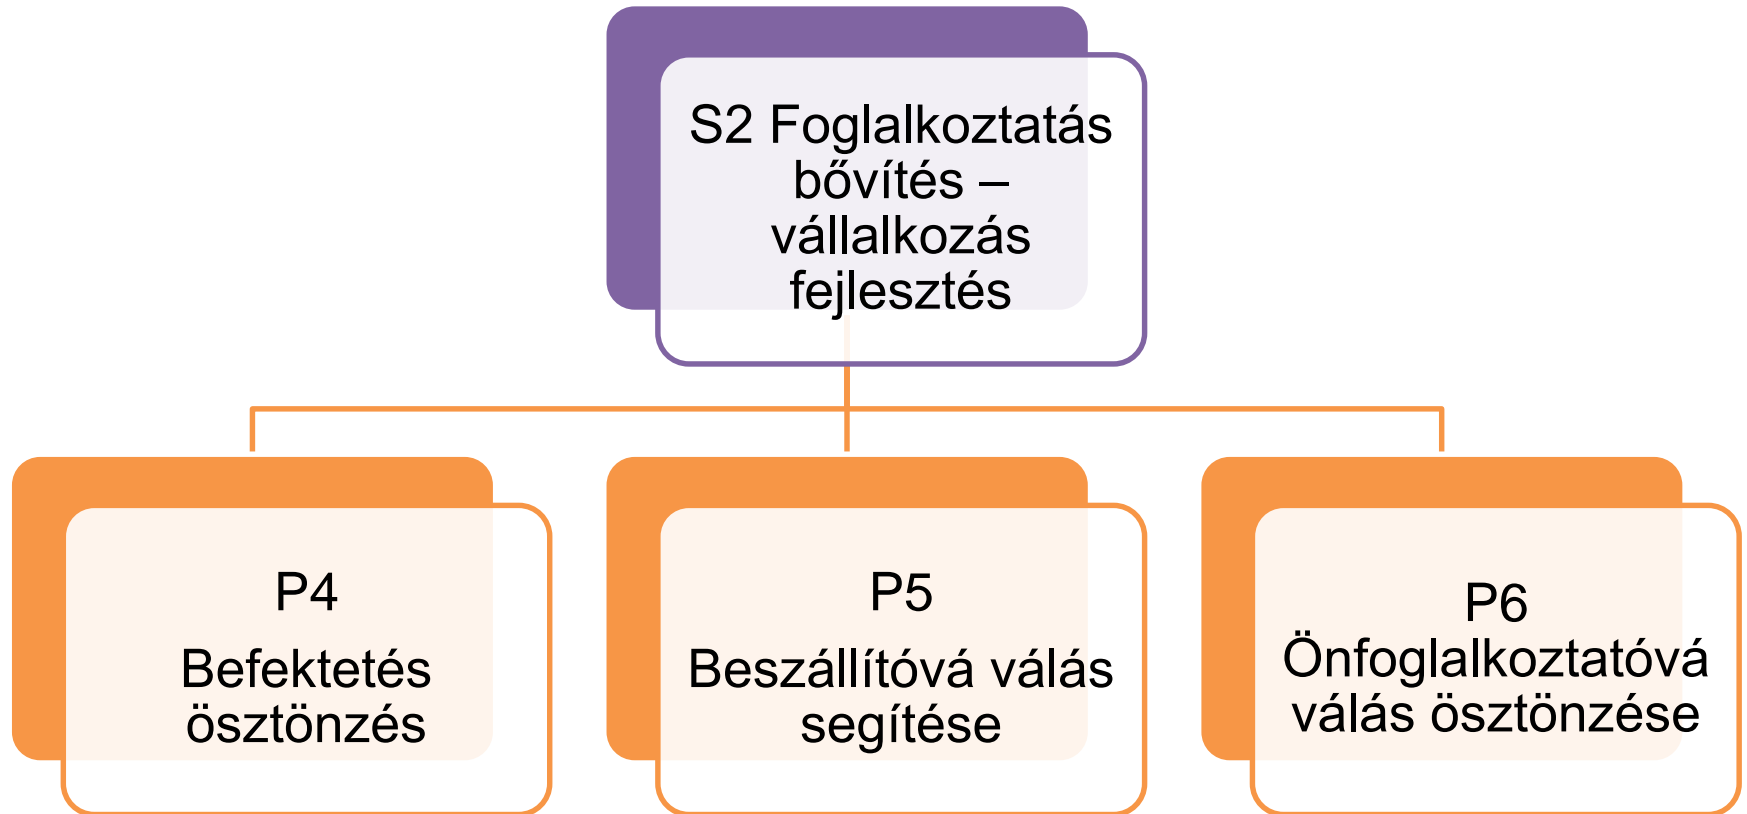 S2 Foglalkoztatás
bővítés –
vállalkozás
fejlesztés
P4
Befektetés
ösztönzés
P5
Beszállítóvá válás
segítése
P6
Önfoglalkoztatóvá
válás ösztönzése